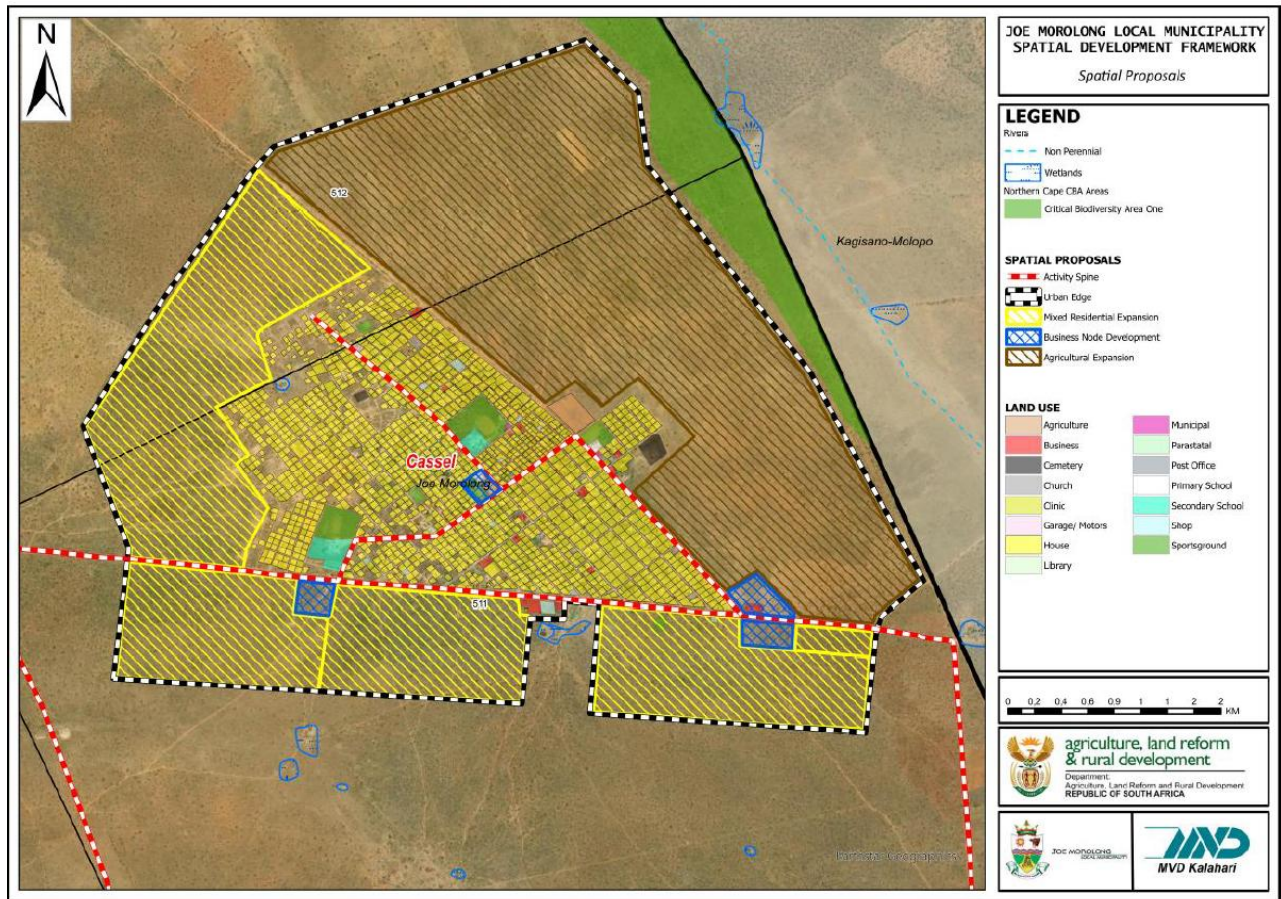 N
512
Kagisano-Molopo
Cassel
Joe Morolong
511
Earthstar Geographics
JOE MOROLONG LOCAL MUNICIPALITY
SPATIAL DEVELOPMENT FRAMEWORK
Spatial Proposals
LEGEND
Rivers
Non Perennial
Wetlands
Northern Cape CBA Areas
Critical Biodiversity Area One
SPATIAL PROPOSALS
Activity Spine
Urban Edge
Mixed Residential Expansion
Business Node Development
Agricultural Expansion
LAND USE
Agriculture
Business
Cemetery
Church
Clinic
Garage/ Motors
House
Library
Municipal
Parastatal
Post Office
Primary School
Secondary School
Shop
Sportsground
0 0,2 0,4 0,6 0,9 1 1 2 2
KM
agriculture, land reform
& rural development
Department:
Agriculture, Land Reform and Rural Development
REPUBLIC OF SOUTH AFRICA
JOE MOROLONG
LOCAL MUNICIPALITY
MVD Kalahari